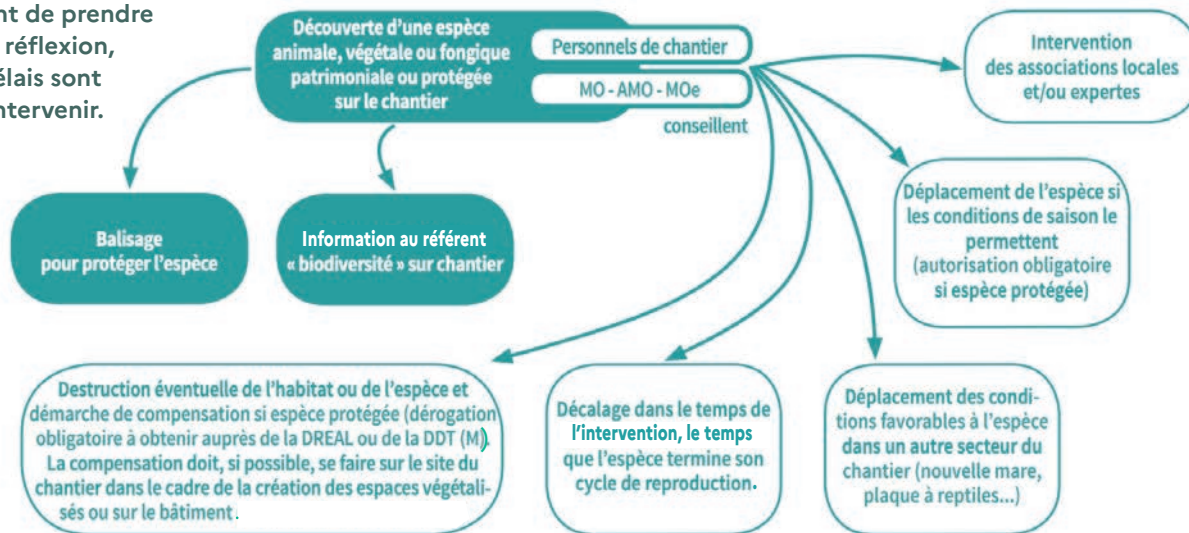 nt de prendre
réflexion,
élais sont
ntervenir.
Découverte d'une espèce
animale, végétale ou fongique
patrimoniale ou protégée
sur le chantier
Personnels de chantier
MO - AMO - MOe
conseillent
Intervention
des associations locales
et/ou expertes
Balisage
pour protéger l'espèce
Information au référent
« biodiversité » sur chantier
Déplacement de l'espèce si
les conditions de saison le
permettent
(autorisation obligatoire
si espèce protégée)
Destruction éventuelle de l'habitat ou de l'espèce et
démarche de compensation si espèce protégée (dérogation
obligatoire à obtenir auprès de la DREAL ou de la DDT (M).
La compensation doit, si possible, se faire sur le site du
chantier dans le cadre de la création des espaces végétali-
sés ou sur le bâtiment.
Décalage dans le temps de
l'intervention, le temps
que l'espèce termine son
cycle de reproduction.
Déplacement des condi-
tions favorables à l'espèce
dans un autre secteur du
chantier (nouvelle mare,
plaque à reptiles...)